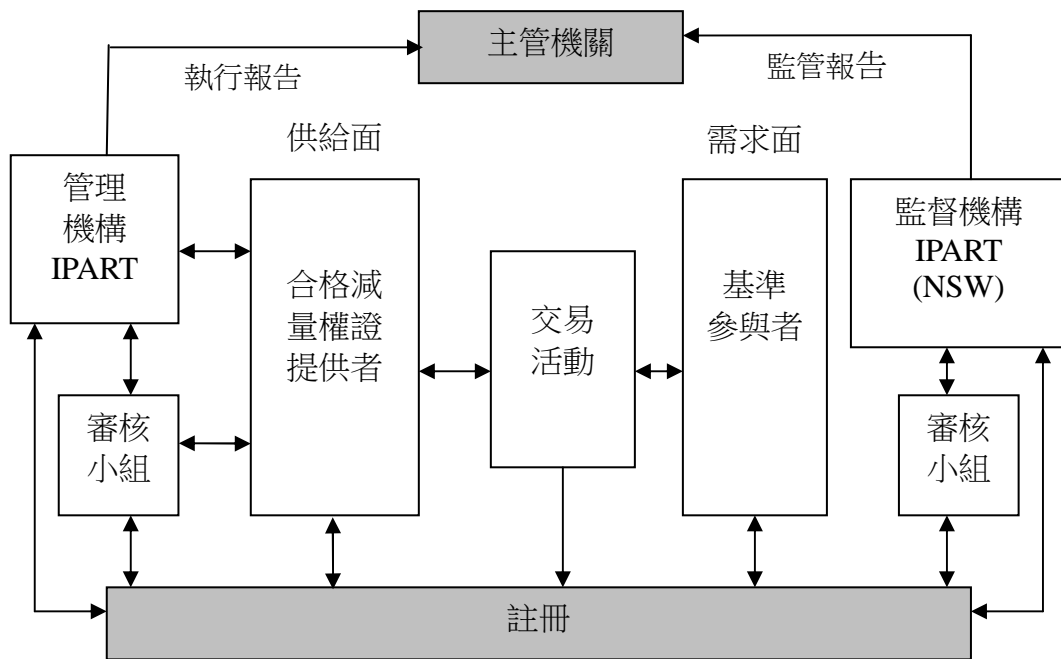 主管機關
執行報告
監管報告
供給面
需求面
管理
機構
IPART
合格減
量權證
提供者
交易
活動
基準
參與者
監督機構
IPART
(NSW)
審核
小組
審核
小組
註冊